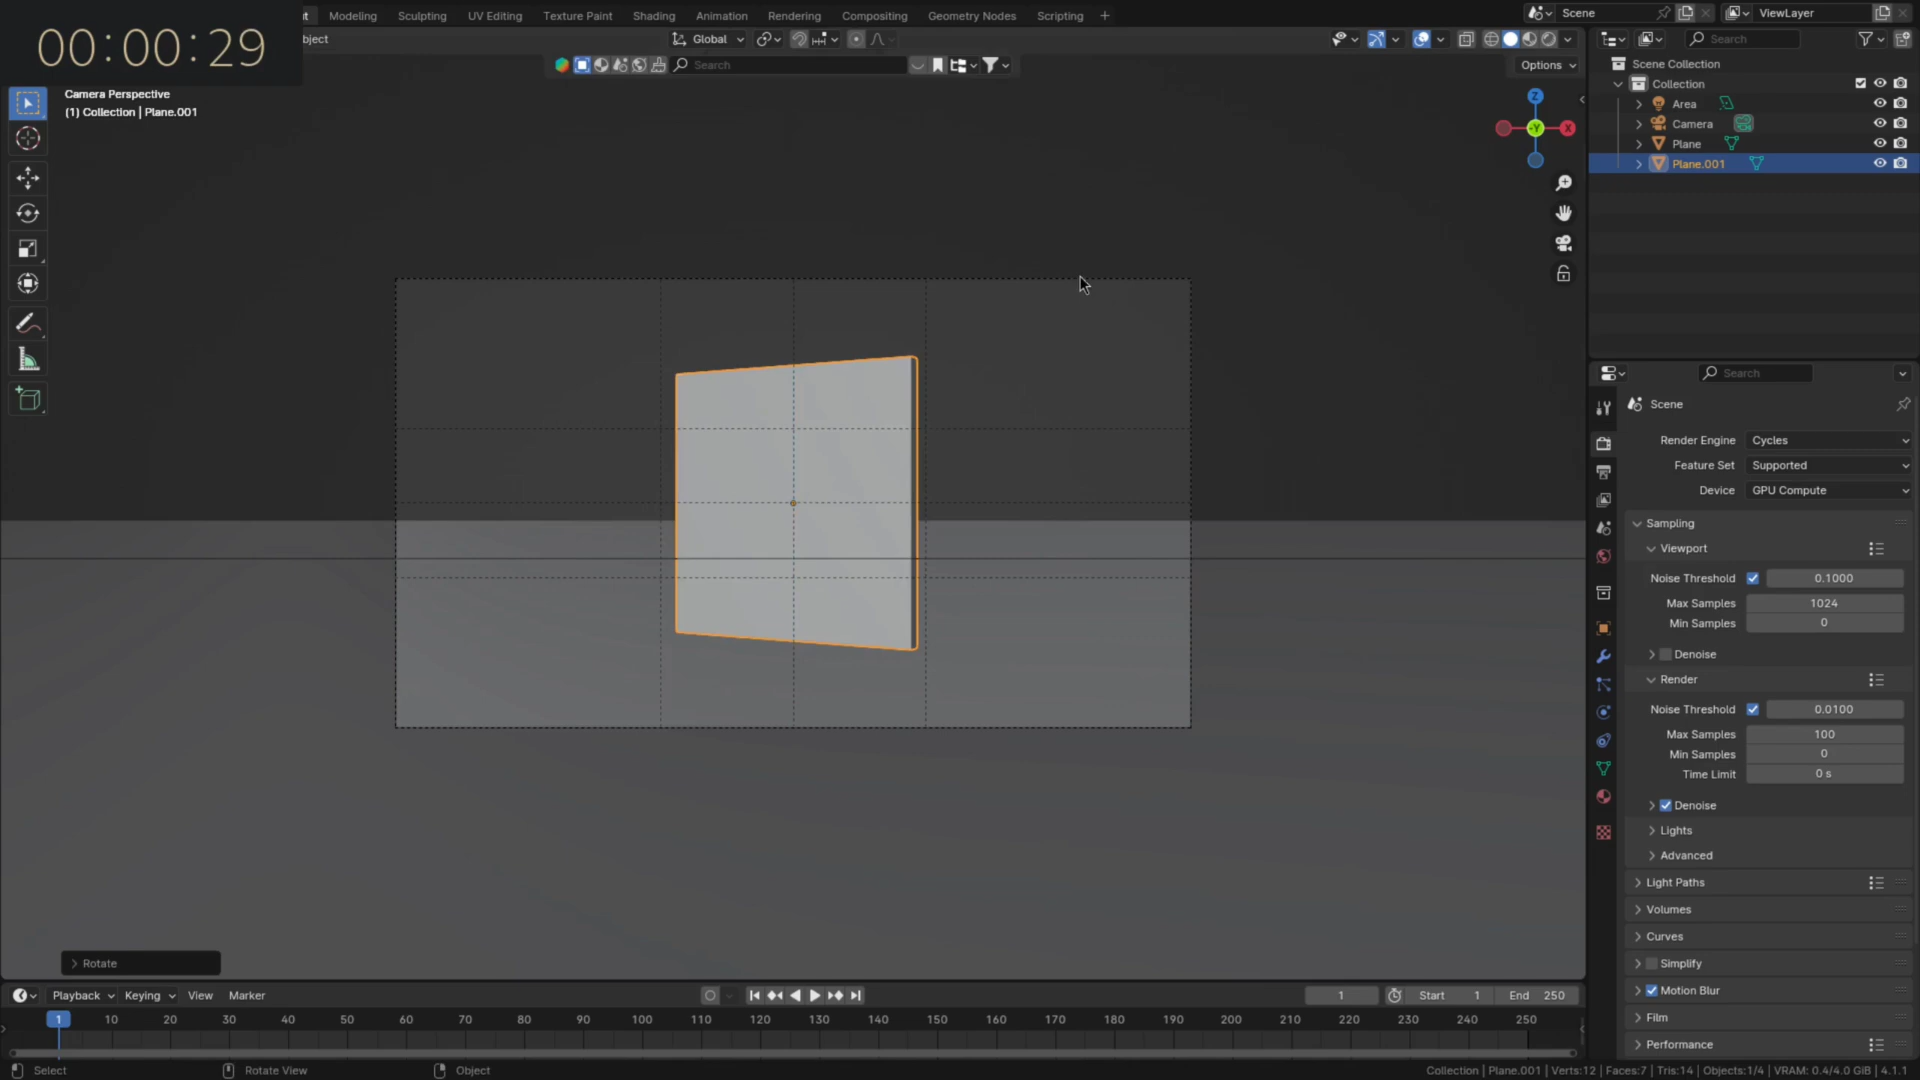 00:00:29
Modeling
Sculpting
UV Editing
Texture Paint
Shading
Animation
Rendering
Compositing
Geometry Nodes
Scripting
+
Scene
ViewLayer
bject
Global
Search
Search
Options
Camera Perspective
(1) Collection | Plane.001
Z
-Y
X
Scene Collection
Collection
Area
Camera
Plane
Plane.001
Search
Scene
Render Engine Cycles
Feature Set Supported
Device GPU Compute
Sampling
Viewport
Noise Threshold 0.1000
Max Samples 1024
Min Samples 0
Denoise
Render
Noise Threshold 0.0100
Max Samples 100
Min Samples 0
Time Limit 0 s
Denoise
Lights
Advanced
Light Paths
Volumes
Curves
Simplify
Motion Blur
Film
Performance
Rotate
Playback
Keying
View
Marker
1
Start 1
End 250
1 10 20 30 40 50 60 70 80 90 100 110 120 130 140 150 160 170 180 190 200 210 220 230 240 250
Select
Rotate View
Object
Collection | Plane.001 | Verts:12 | Faces:7 | Tris:14 | Objects:1/4 | VRAM: 0.4/4.0 GiB | 4.1.1